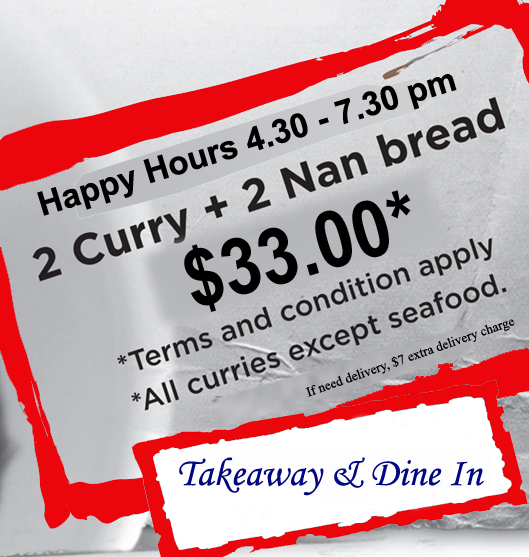 Happy Hours 4.30 - 7.30 pm
2 Curry + 2 Nan bread
$33.00*
*Terms and condition apply
*All curries except seafood.
If need delivery, $7 extra delivery charge
Takeaway & Dine In